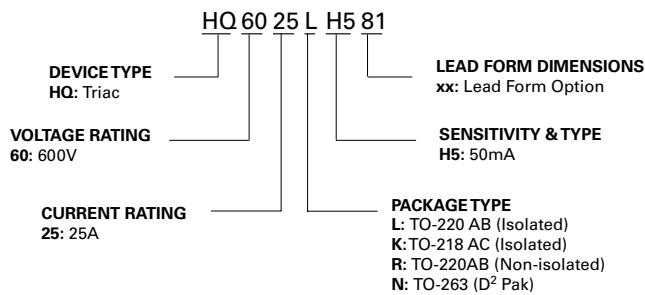 HQ 60 25 L H5 81
DEVICE TYPE
HQ: Triac
VOLTAGE RATING
60: 600V
CURRENT RATING
25: 25A
LEAD FORM DIMENSIONS
xx: Lead Form Option
SENSITIVITY & TYPE
H5: 50mA
PACKAGE TYPE
L: TO-220 AB (Isolated)
K: TO-218 AC (Isolated)
R: TO-220AB (Non-isolated)
N: TO-263 (D² Pak)